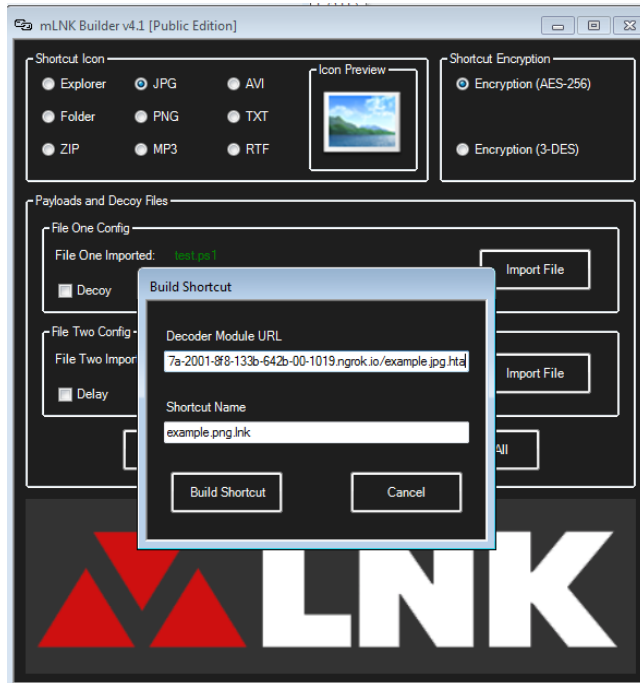 mLNK Builder v4.1 [Public Edition]
Shortcut Icon
Explorer JPG AVI
Folder PNG TXT
ZIP MP3 RTF
Icon Preview
Shortcut Encryption
Encryption (AES-256)
Encryption (3-DES)
Payloads and Decoy Files
File One Config
File One Imported: test.ps1
Import File
Decoy
Build Shortcut
Decoder Module URL
7a-2001-8f8-133b-642b-00-1019.ngrok.io/example.jpg.hta
Shortcut Name
example.png.lnk
Build Shortcut Cancel
File Two Config
File Two
Import File
Delay
All
LNK